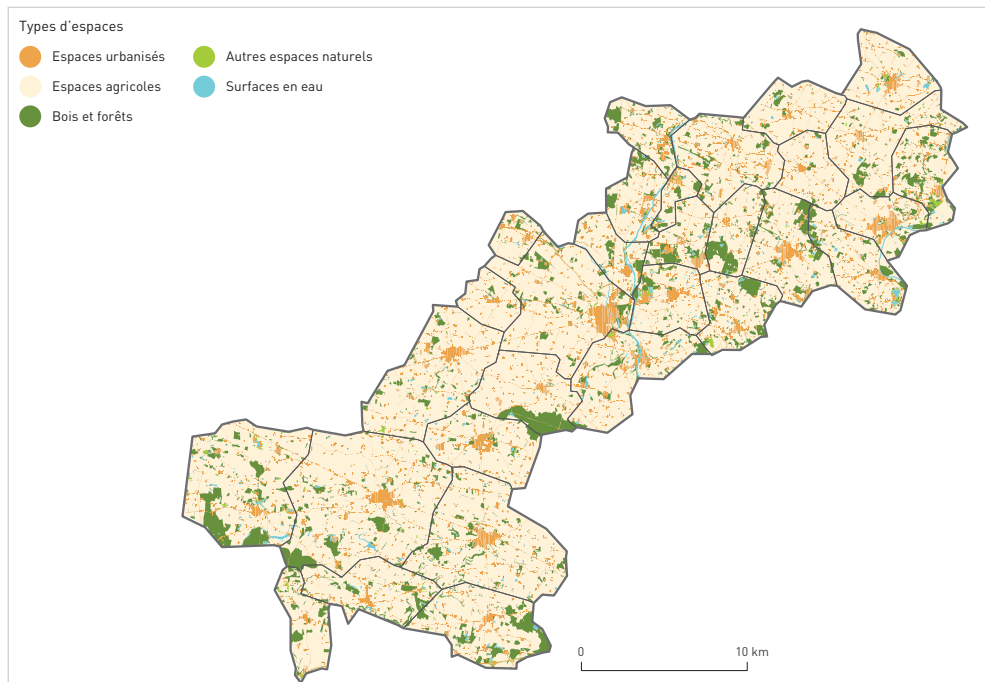 Types d’espaces
Espaces urbanisés
Autres espaces naturels
Espaces agricoles
Surfaces en eau
Bois et forêts
0 10 km